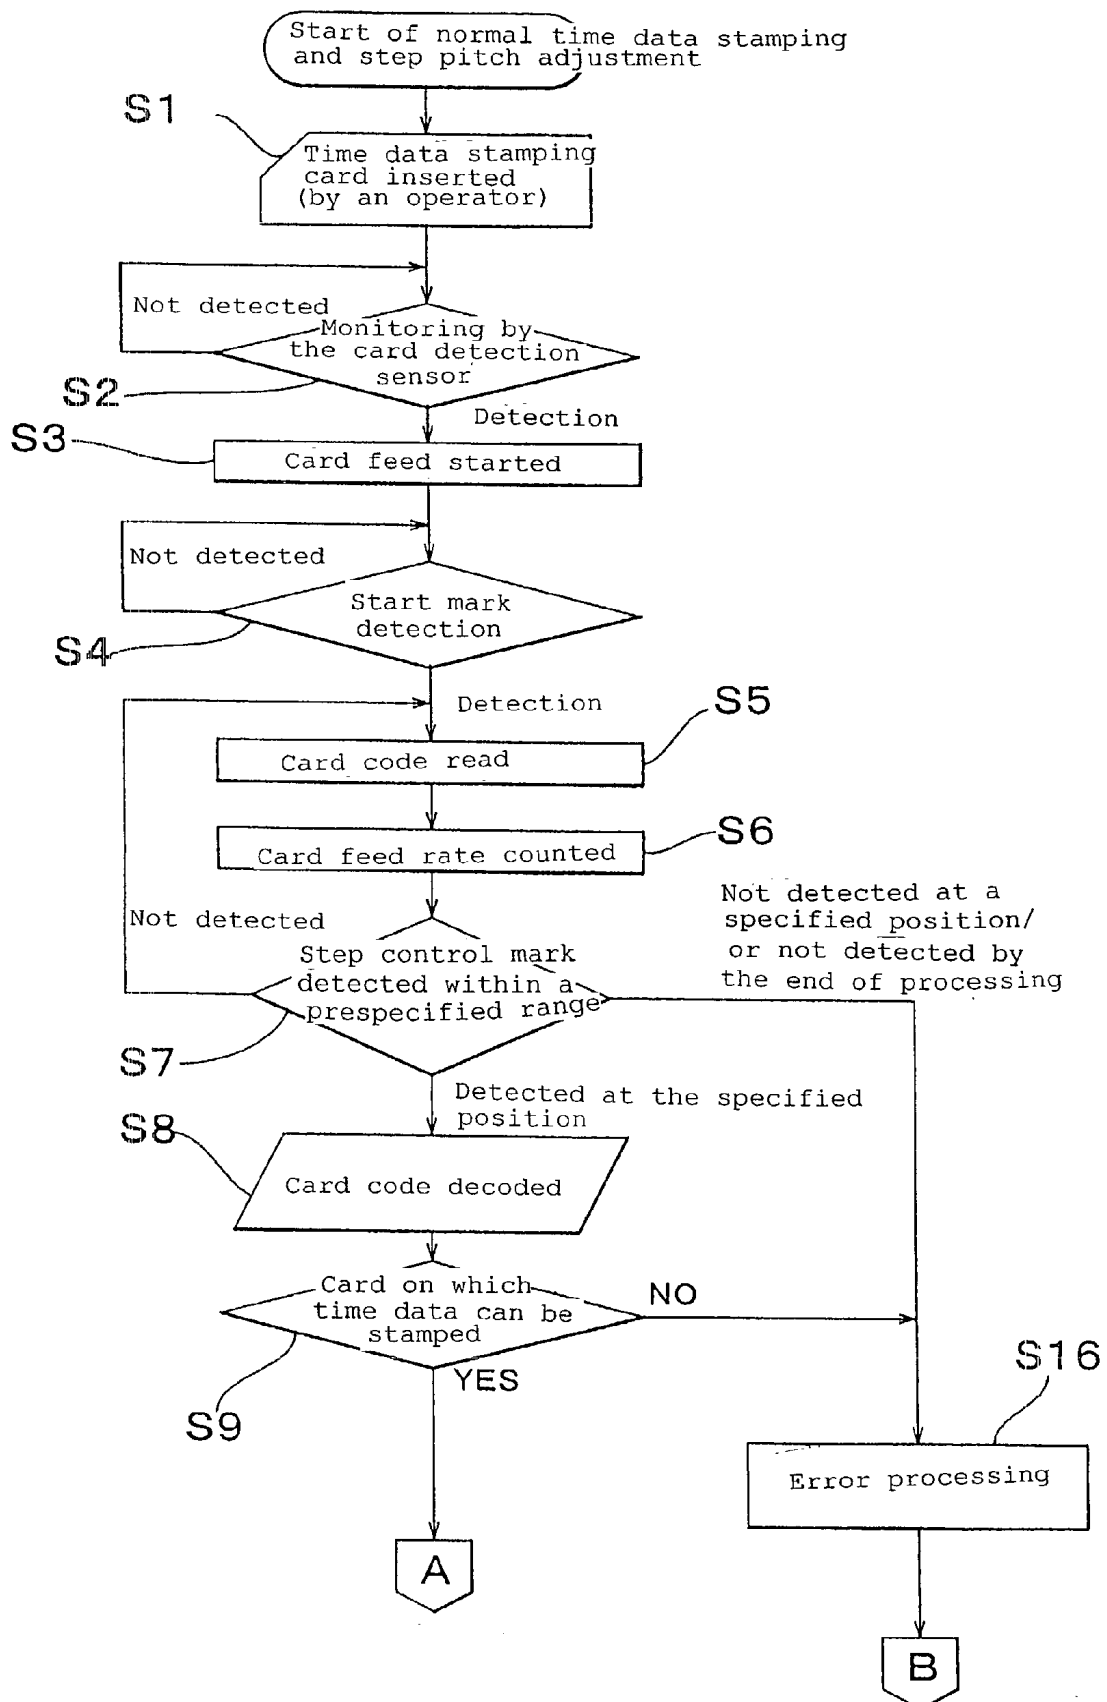 Start of normal time data stamping
and step pitch adjustment
S1
Time data stamping
card inserted
(by an operator)
Not detected
Monitoring by
the card detection
sensor
S2
Detection
S3
Card feed started
Not detected
Start mark
detection
S4
Detection
S5
Card code read
S6
Card feed rate counted
Not detected at a
specified position/
or not detected by
the end of processing
Not detected
Step control mark
detected within a
prespecified range
S7
Detected at the specified
position
S8
Card code decoded
Card on which
time data can be
stamped
NO
YES
S9
S16
Error processing
A
B